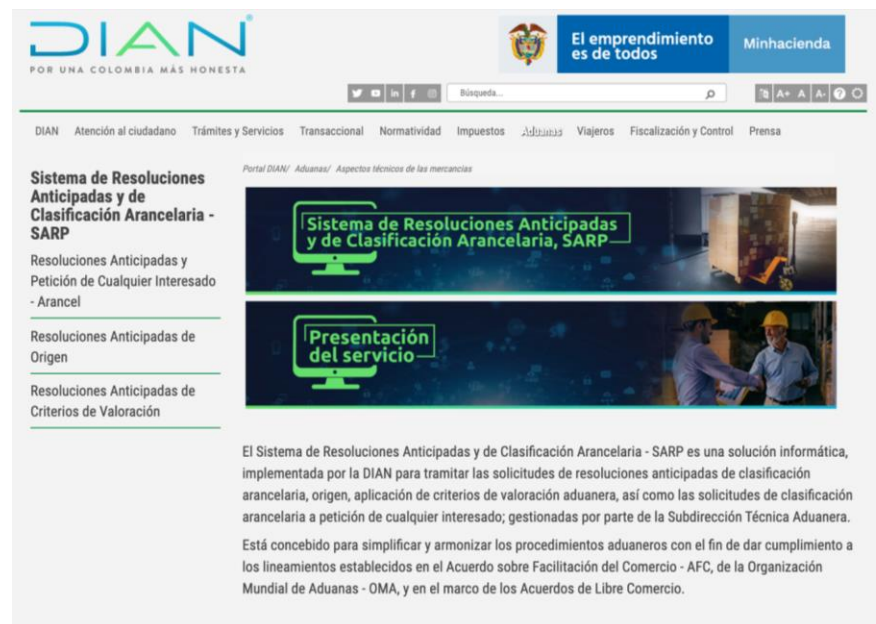 DIAN
POR UNA COLOMBIA MÁS HONESTA
El emprendimiento
es de todos
Minhacienda
Búsqueda...
A+ A A-
DIAN Atención al ciudadano Trámites y Servicios Transaccional Normatividad Impuestos Aduanas Viajeros Fiscalización y Control Prensa
Portal DIAN/ Aduanas/ Aspectos técnicos de las mercancías
Sistema de Resoluciones
Anticipadas y de
Clasificación Arancelaria -
SARP
Resoluciones Anticipadas y
Petición de Cualquier Interesado
- Arancel
Resoluciones Anticipadas de
Origen
Resoluciones Anticipadas de
Criterios de Valoración
Sistema de Resoluciones Anticipadas
y de Clasificación Arancelaria, SARP
Presentación
del servicio
El Sistema de Resoluciones Anticipadas y de Clasificación Arancelaria - SARP es una solución informática,
implementada por la DIAN para tramitar las solicitudes de resoluciones anticipadas de clasificación
arancelaria, origen, aplicación de criterios de valoración aduanera, así como las solicitudes de clasificación
arancelaria a petición de cualquier interesado; gestionadas por parte de la Subdirección Técnica Aduanera.
Está concebido para simplificar y armonizar los procedimientos aduaneros con el fin de dar cumplimiento a
los lineamientos establecidos en el Acuerdo sobre Facilitación del Comercio - AFC, de la Organización
Mundial de Aduanas - OMA, y en el marco de los Acuerdos de Libre Comercio.